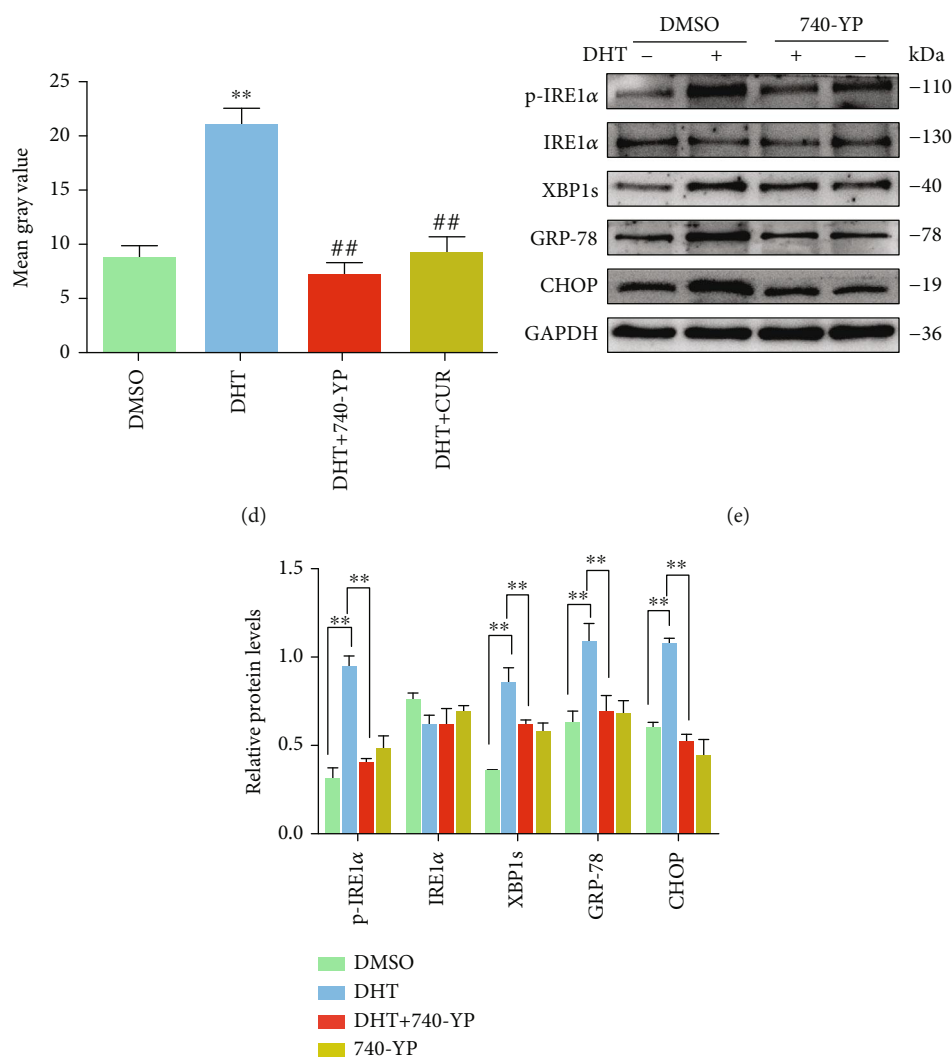 25
20
15
10
5
0
Mean gray value
**
##
##
DMSO
DHT
DHT+740-YP
DHT+CUR
(d)
DMSO 740-YP
DHT − + + − kDa
p-IRE1α −110
IRE1α −130
XBP1s −40
GRP-78 −78
CHOP −19
GAPDH −36
(e)
1.5
1.0
0.5
0.0
Relative protein levels
** **
** **
** **
** **
p-IRE1α
IRE1α
XBP1s
GRP-78
CHOP
DMSO
DHT
DHT+740-YP
740-YP